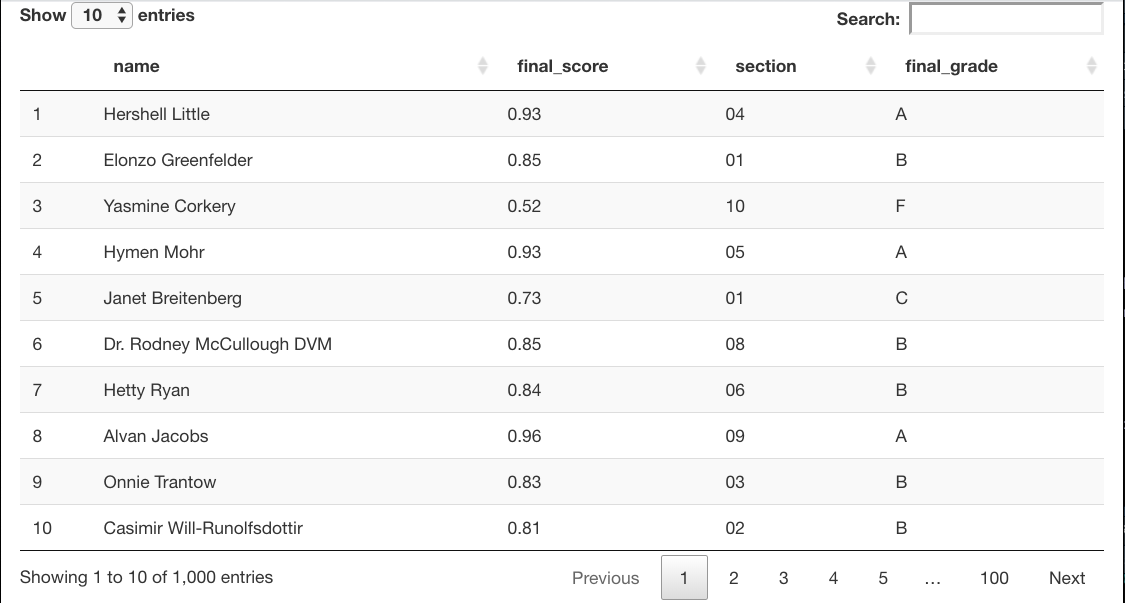 Show 10 entries Search:
name final_score section final_grade
1 Hershell Little 0.93 04 A
2 Elonzo Greenfelder 0.85 01 B
3 Yasmine Corkery 0.52 10 F
4 Hymen Mohr 0.93 05 A
5 Janet Breitenberg 0.73 01 C
6 Dr. Rodney McCullough DVM 0.85 08 B
7 Hetty Ryan 0.84 06 B
8 Alvan Jacobs 0.96 09 A
9 Onnie Trantow 0.83 03 B
10 Casimir Will-Runolfsdottir 0.81 02 B
Showing 1 to 10 of 1,000 entries Previous 1 2 3 4 5 … 100 Next